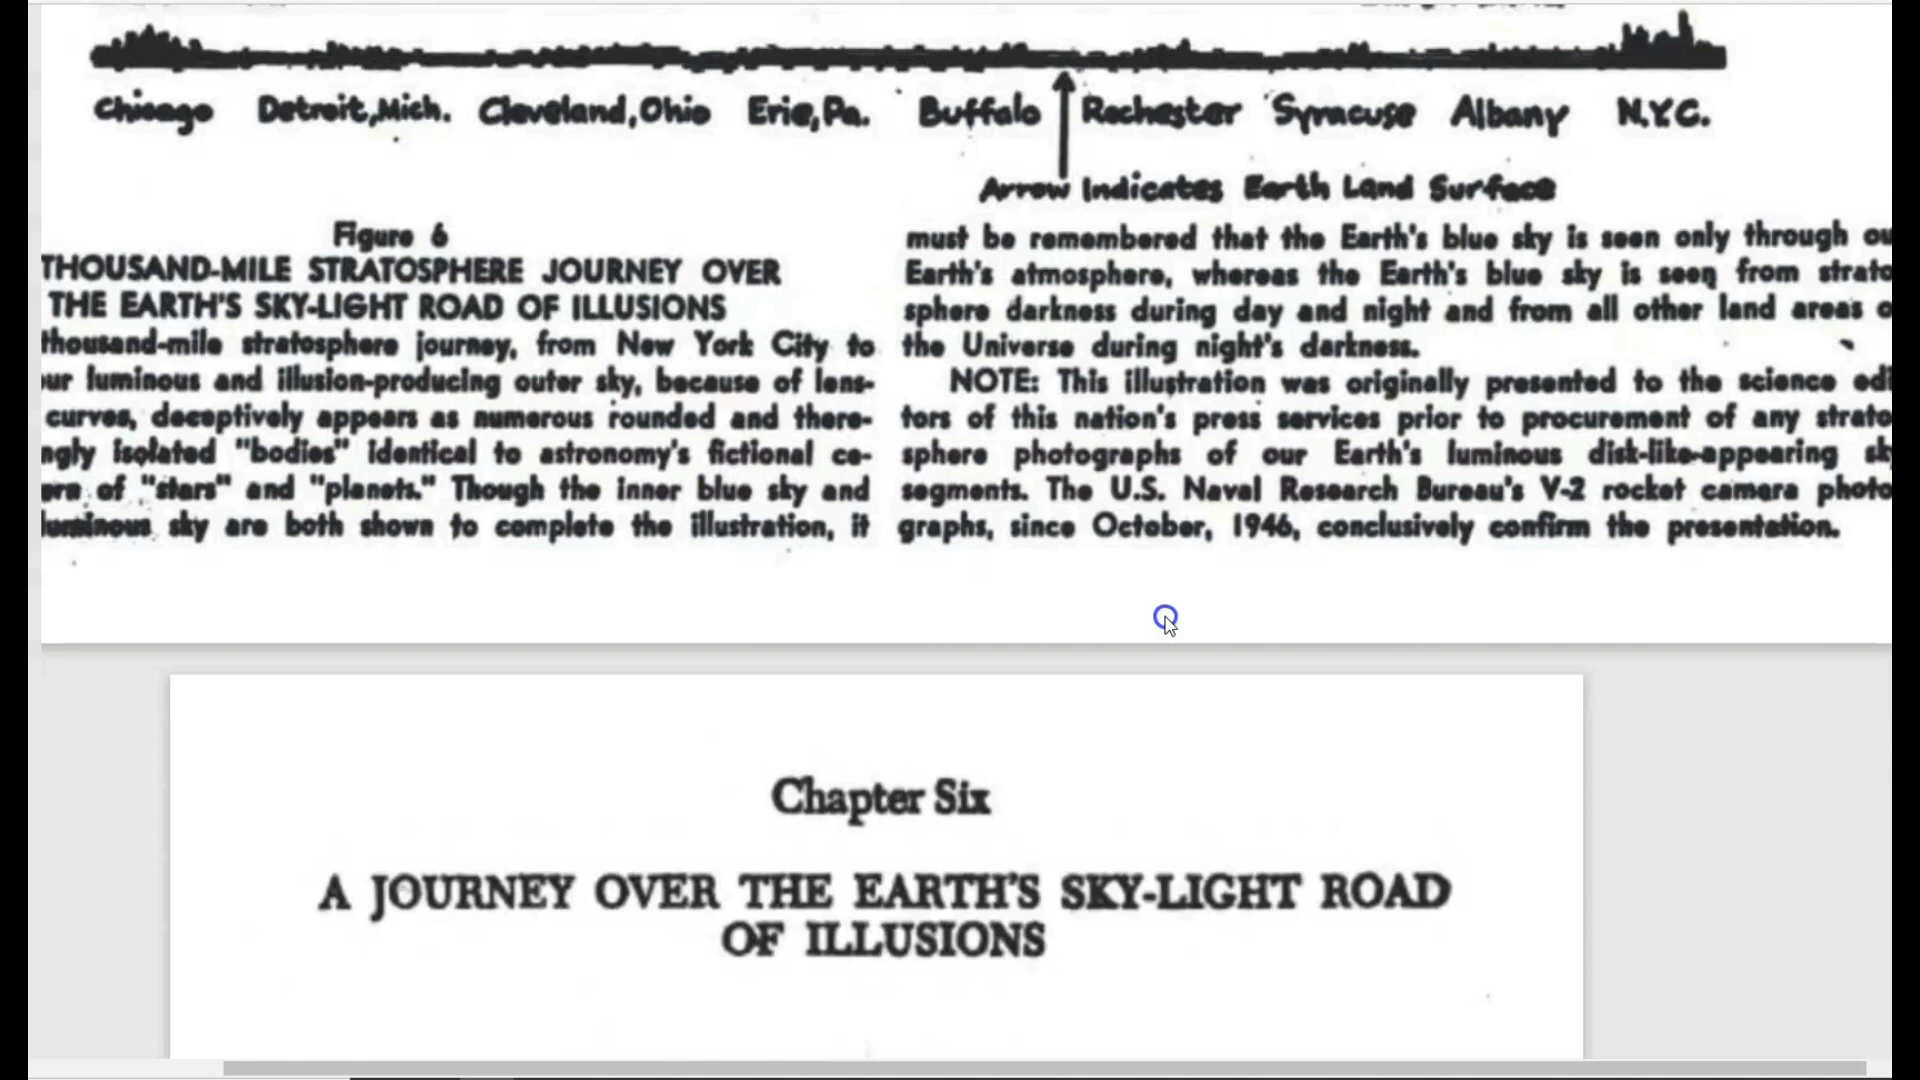 Chicago Detroit, Mich. Cleveland, Ohio Erie, Pa. Buffalo Rochester Syracuse Albany N.Y.C.
Arrow Indicates Earth Land Surface
Figure 6
THOUSAND-MILE STRATOSPHERE JOURNEY OVER
THE EARTH'S SKY-LIGHT ROAD OF ILLUSIONS
thousand-mile stratosphere journey, from New York City to
luminous and illusion-producing outer sky, because of lens-
curves, deceptively appears as numerous rounded and there-
isolated "bodies" identical to astronomy's fictional ce-
of "stars" and "planets." Though the inner blue sky and
luminous sky are both shown to complete the illustration, it
must be remembered that the Earth's blue sky is seen only through
Earth's atmosphere, whereas the Earth's blue sky is seen from strato
sphere darkness during day and night and from all other land areas
the Universe during night's darkness.
NOTE: This illustration was originally presented to the science edi
tors of this nation's press services prior to procurement of any strato
sphere photographs of our Earth's luminous disk-like-appearing
segments. The U.S. Naval Research Bureau's V-2 rocket camera photo
graphs, since October, 1946, conclusively confirm the presentation.
Chapter Six
A JOURNEY OVER THE EARTH'S SKY-LIGHT ROAD
OF ILLUSIONS